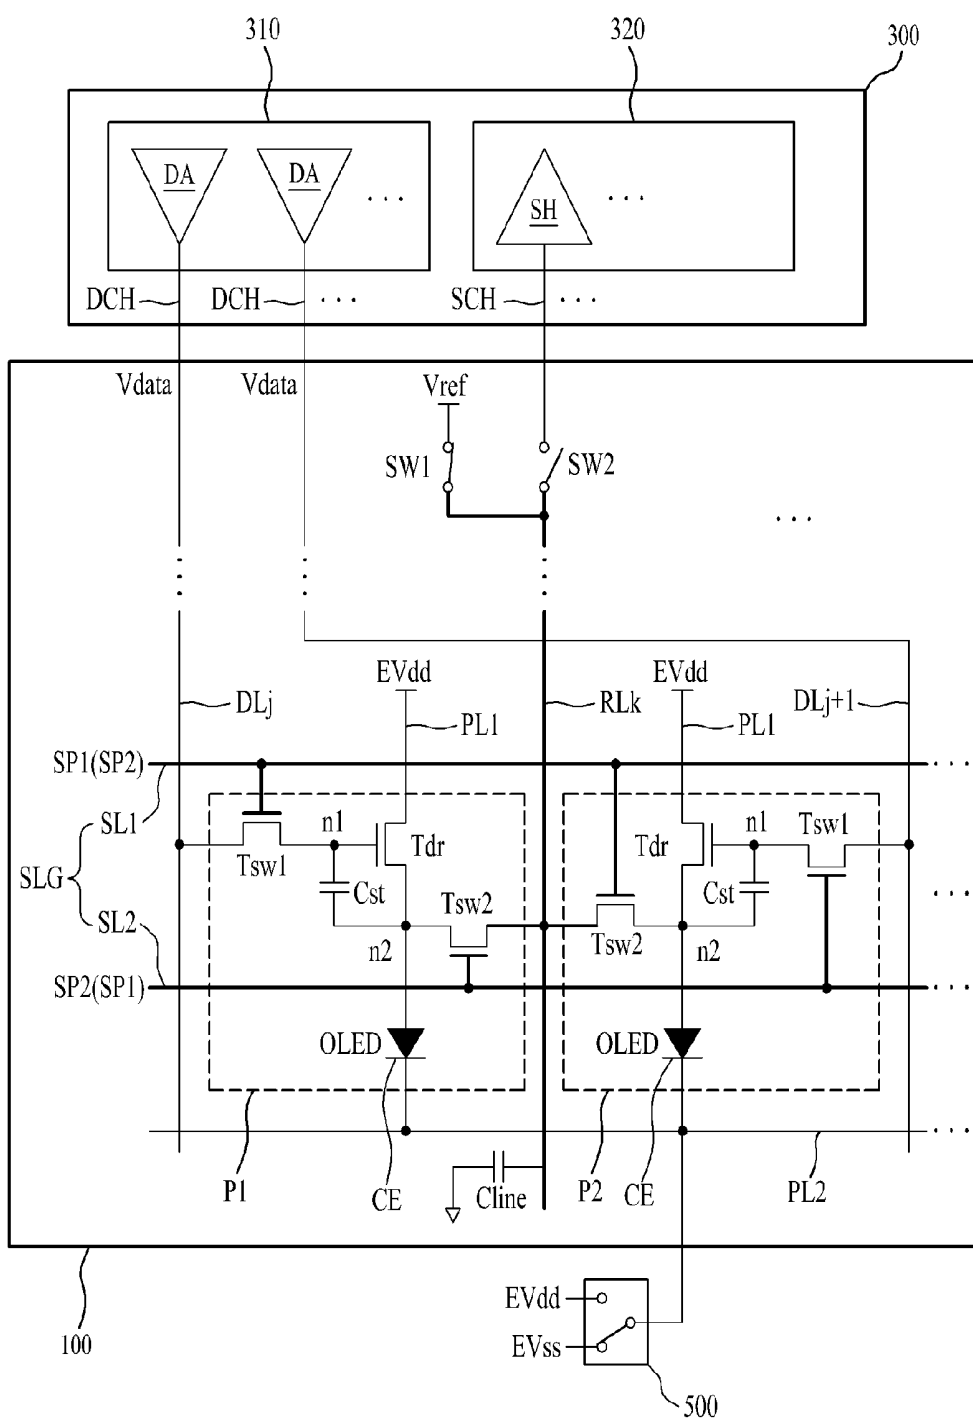 310
320
300
DA
DA
. . .
SH
. . .
DCH
DCH
. . .
SCH
. . .
Vdata
Vdata
Vref
SW1
SW2
. . .
EVdd
EVdd
DLj
PL1
RLk
PL1
DLj+1
SP1(SP2)
. . .
SL1
n1
n1
Tsw1
Tsw1
Tdr
Tdr
SLG
Cst
Tsw2
Cst
. . .
SL2
n2
Tsw2
n2
SP2(SP1)
. . .
OLED
OLED
. . .
P1
CE
Cline
P2
CE
PL2
100
EVdd
EVss
500